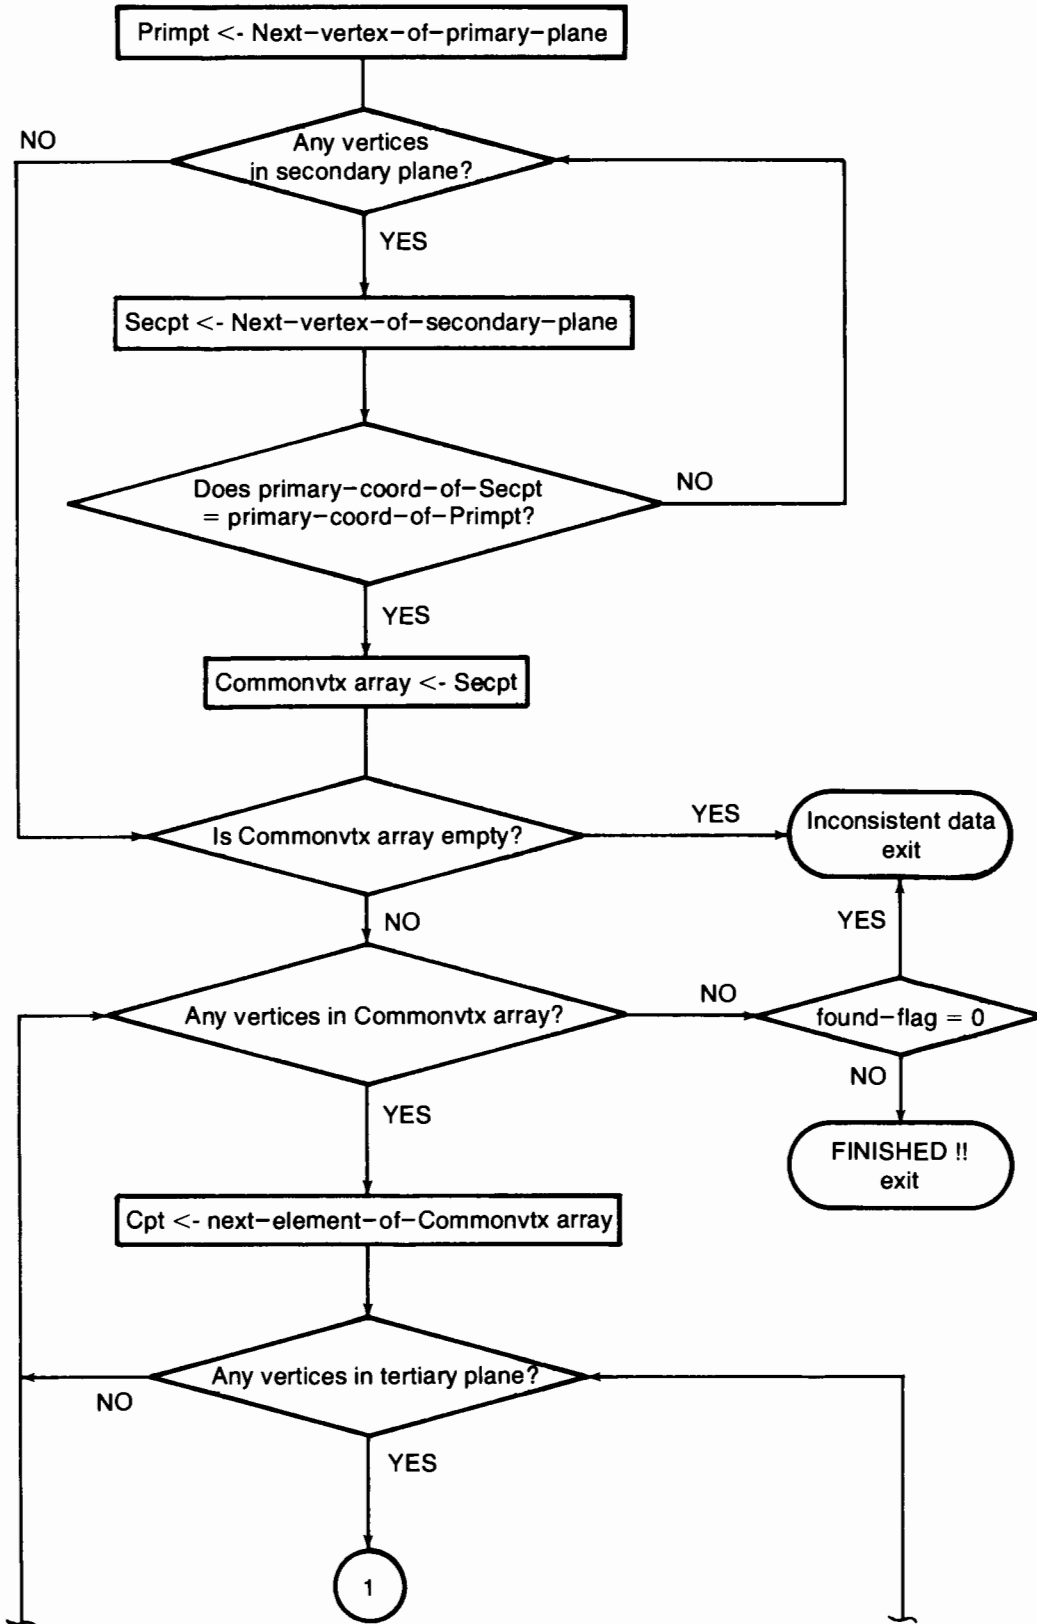 Primpt <- Next-vertex-of-primary-plane
NO
Any vertices
in secondary plane?
YES
Secpt <- Next-vertex-of-secondary-plane
Does primary-coord-of-Secpt
= primary-coord-of-Primpt?
NO
YES
Commonvtx array <- Secpt
Is Commonvtx array empty?
YES
Inconsistent data
exit
NO
YES
Any vertices in Commonvtx array?
NO
found-flag = 0
NO
YES
FINISHED !!
exit
Cpt <- next-element-of-Commonvtx array
Any vertices in tertiary plane?
NO
YES
1